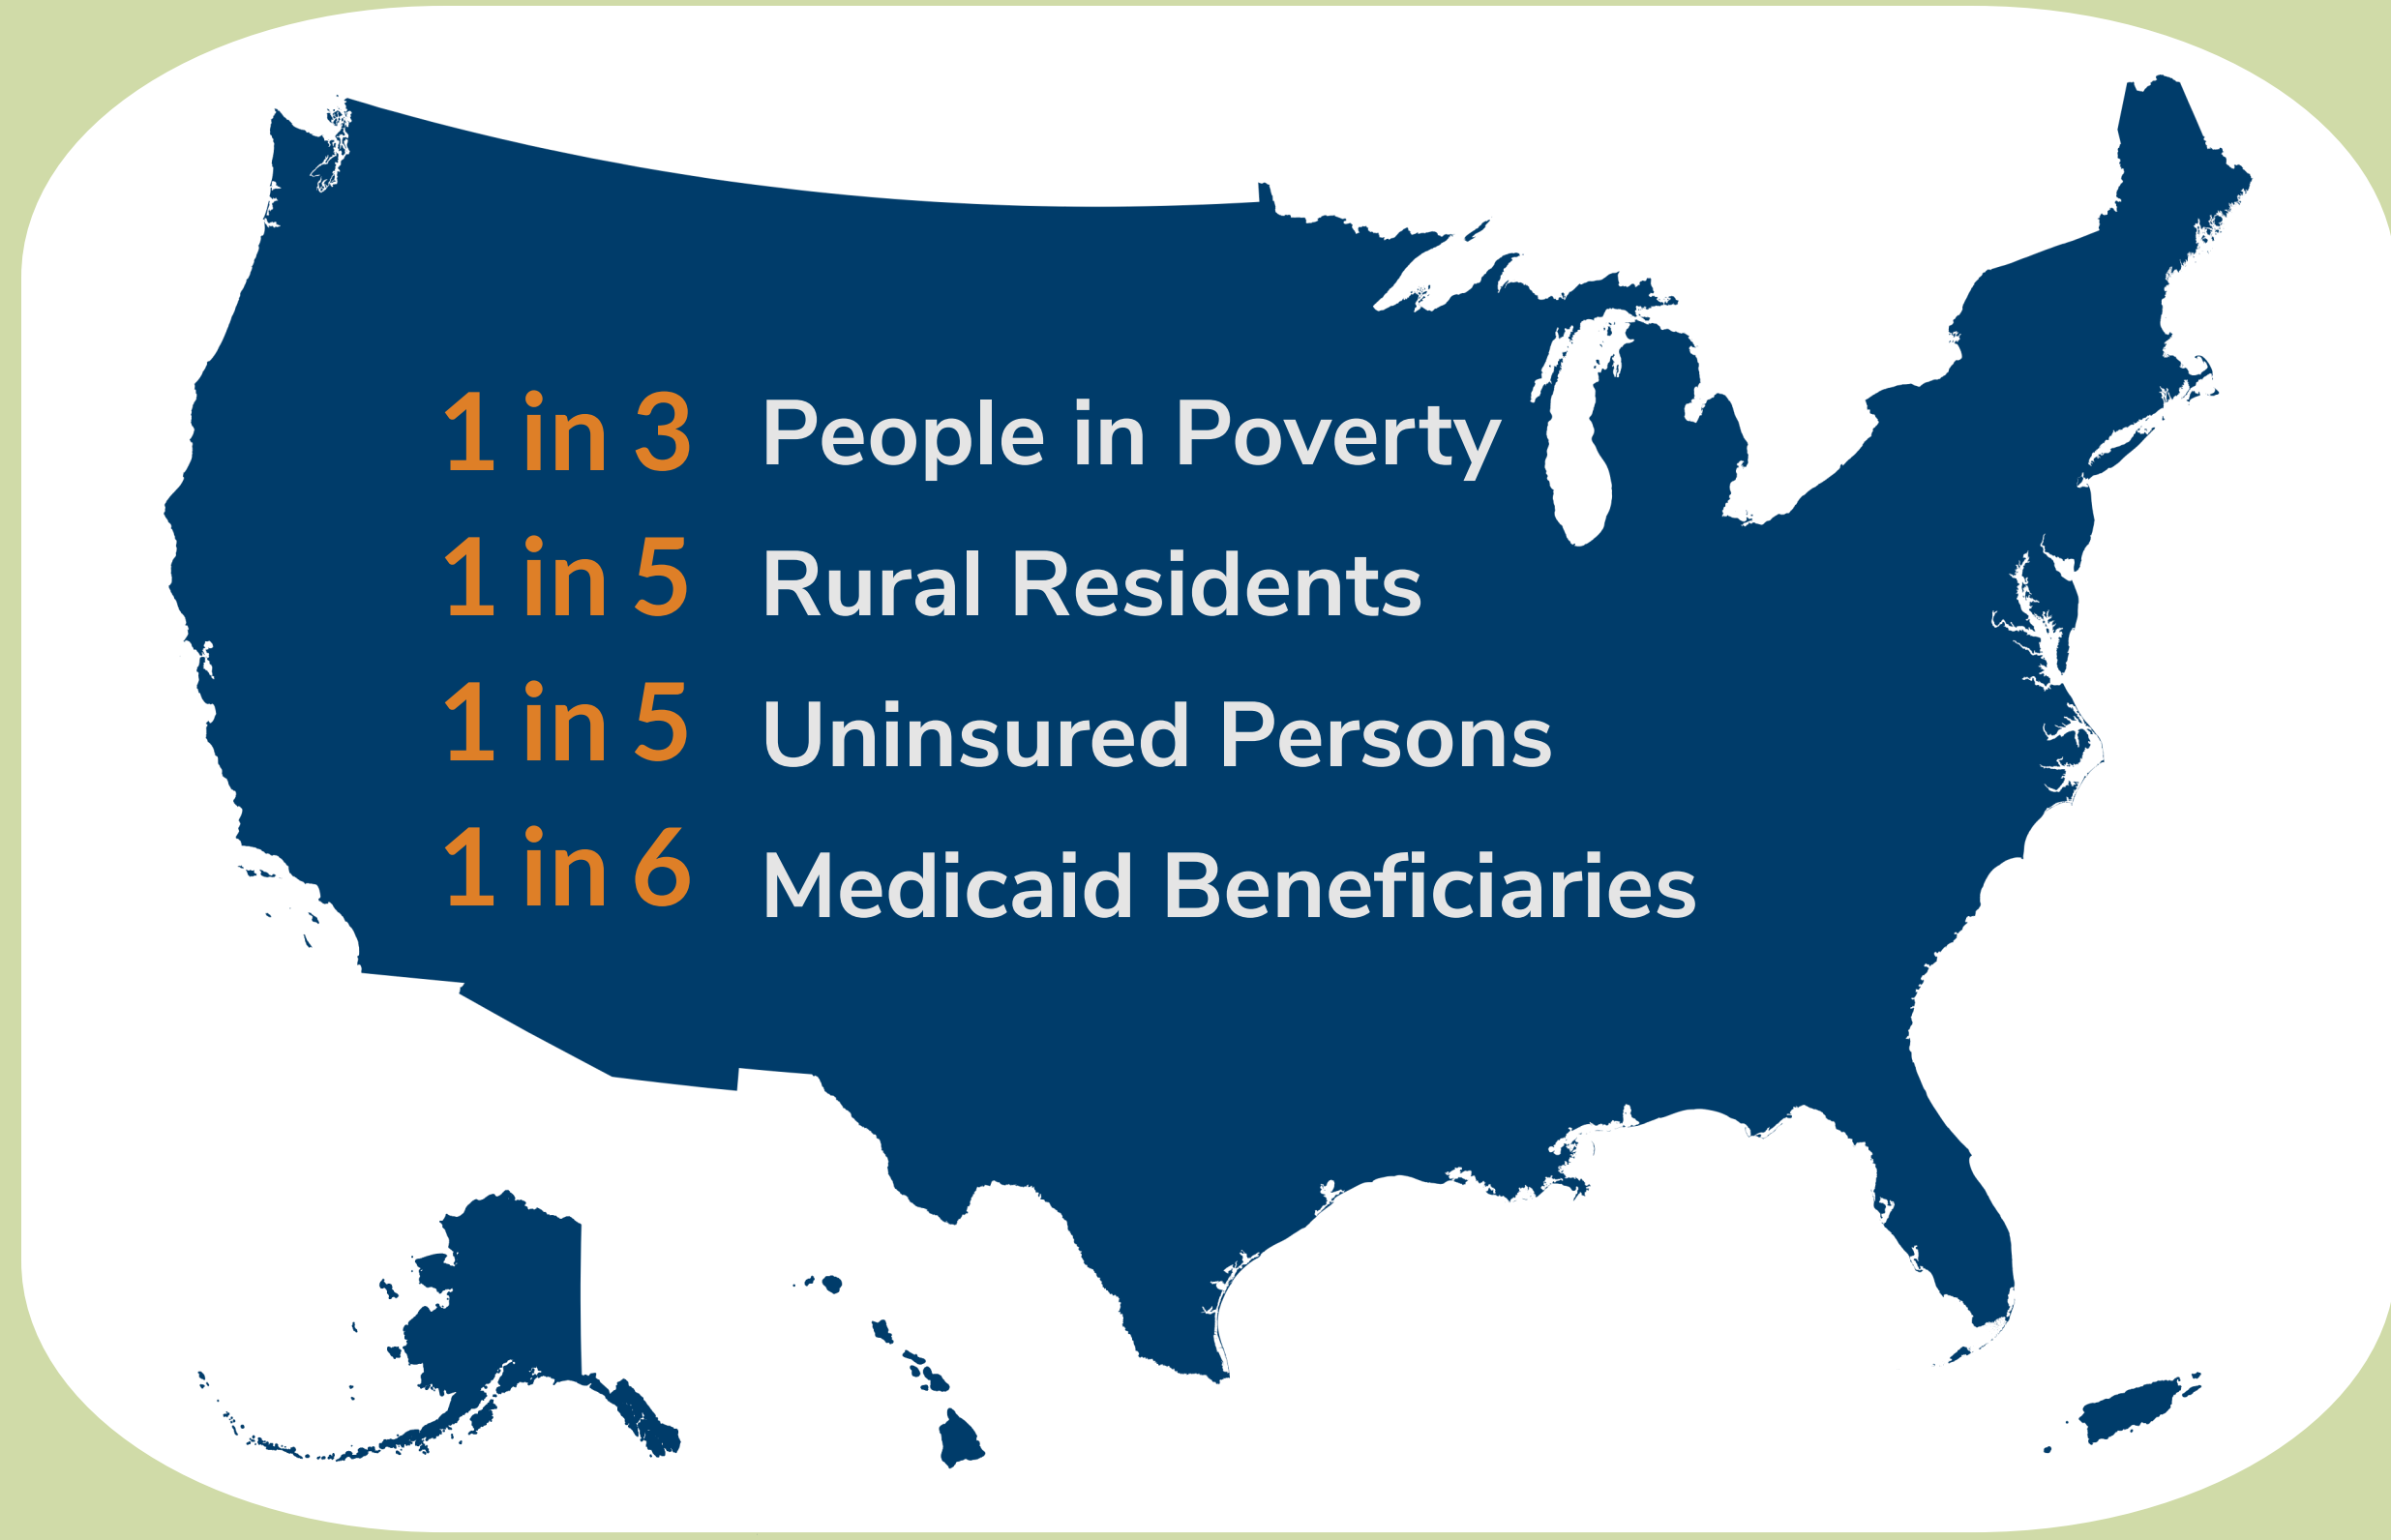 1 in 3 People in Poverty
1 in 5 Rural Residents
1 in 5 Uninsured Persons
1 in 6 Medicaid Beneficiaries